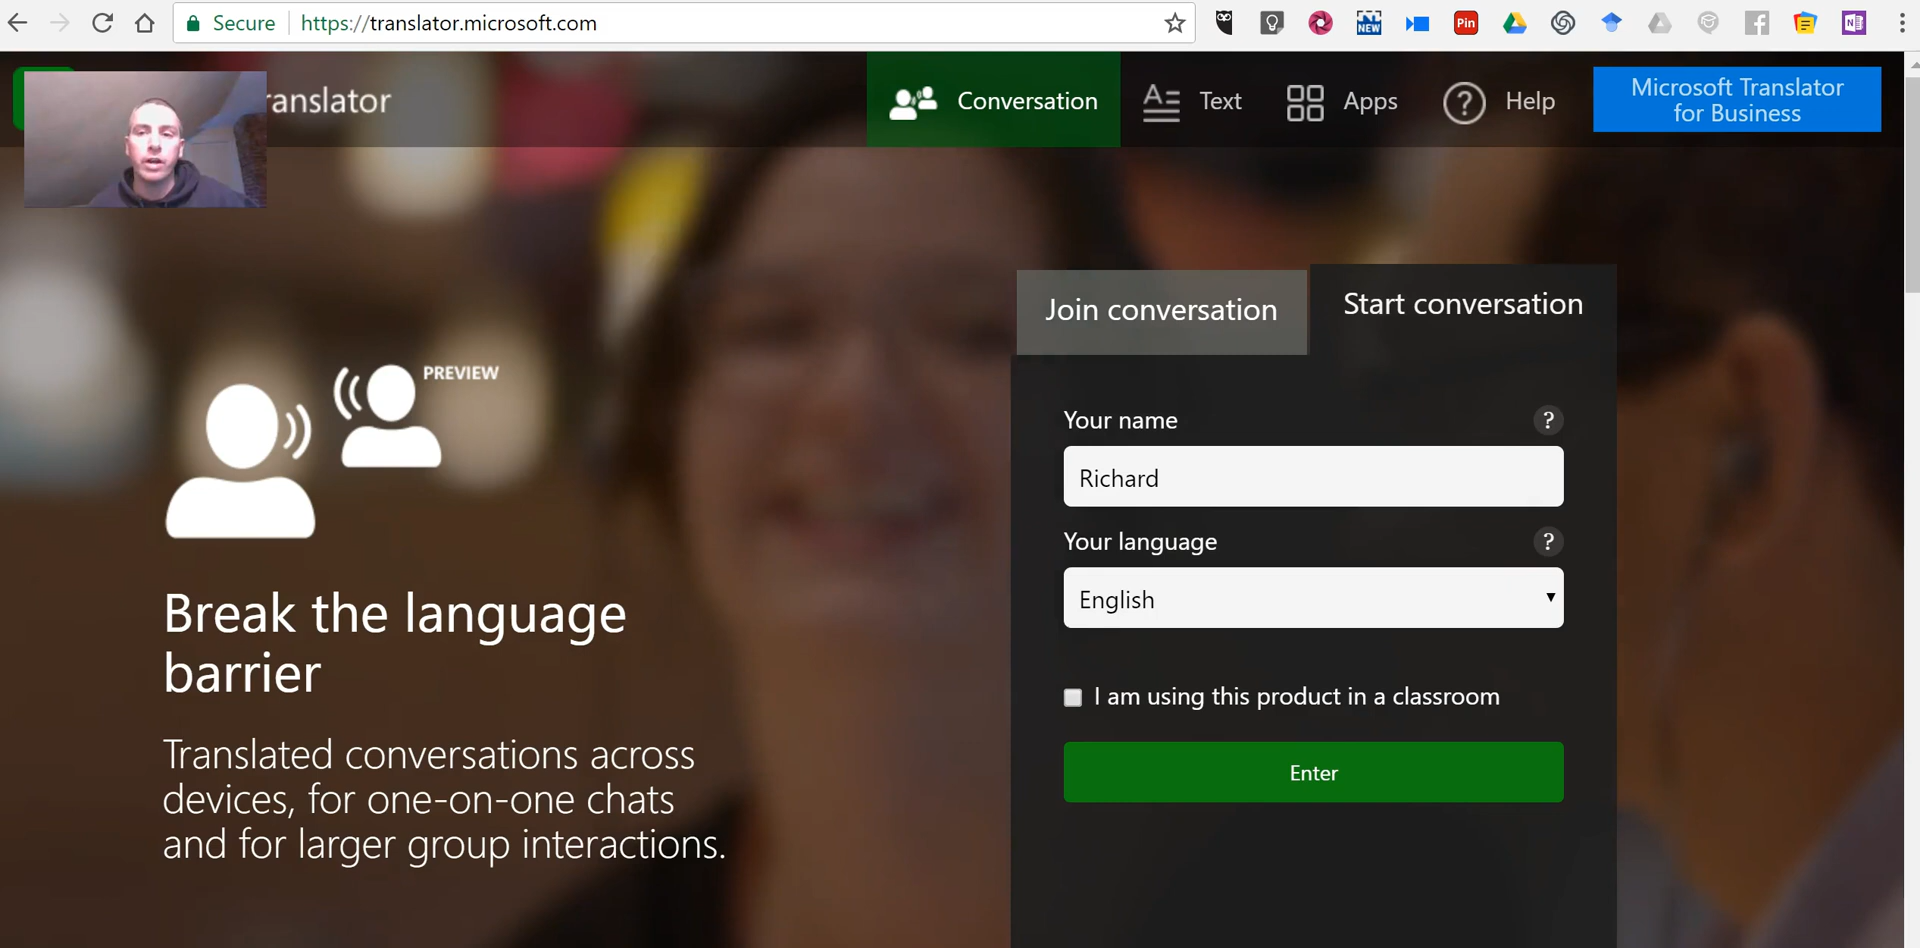 Secure
https://translator.microsoft.com
NEW
Pin
ranslator
Conversation
Text
Apps
? Help
Microsoft Translator
for Business
Join conversation
Start conversation
PREVIEW
Your name ?
Richard
Your language ?
English
I am using this product in a classroom
Enter
Break the language
barrier
Translated conversations across
devices, for one-on-one chats
and for larger group interactions.